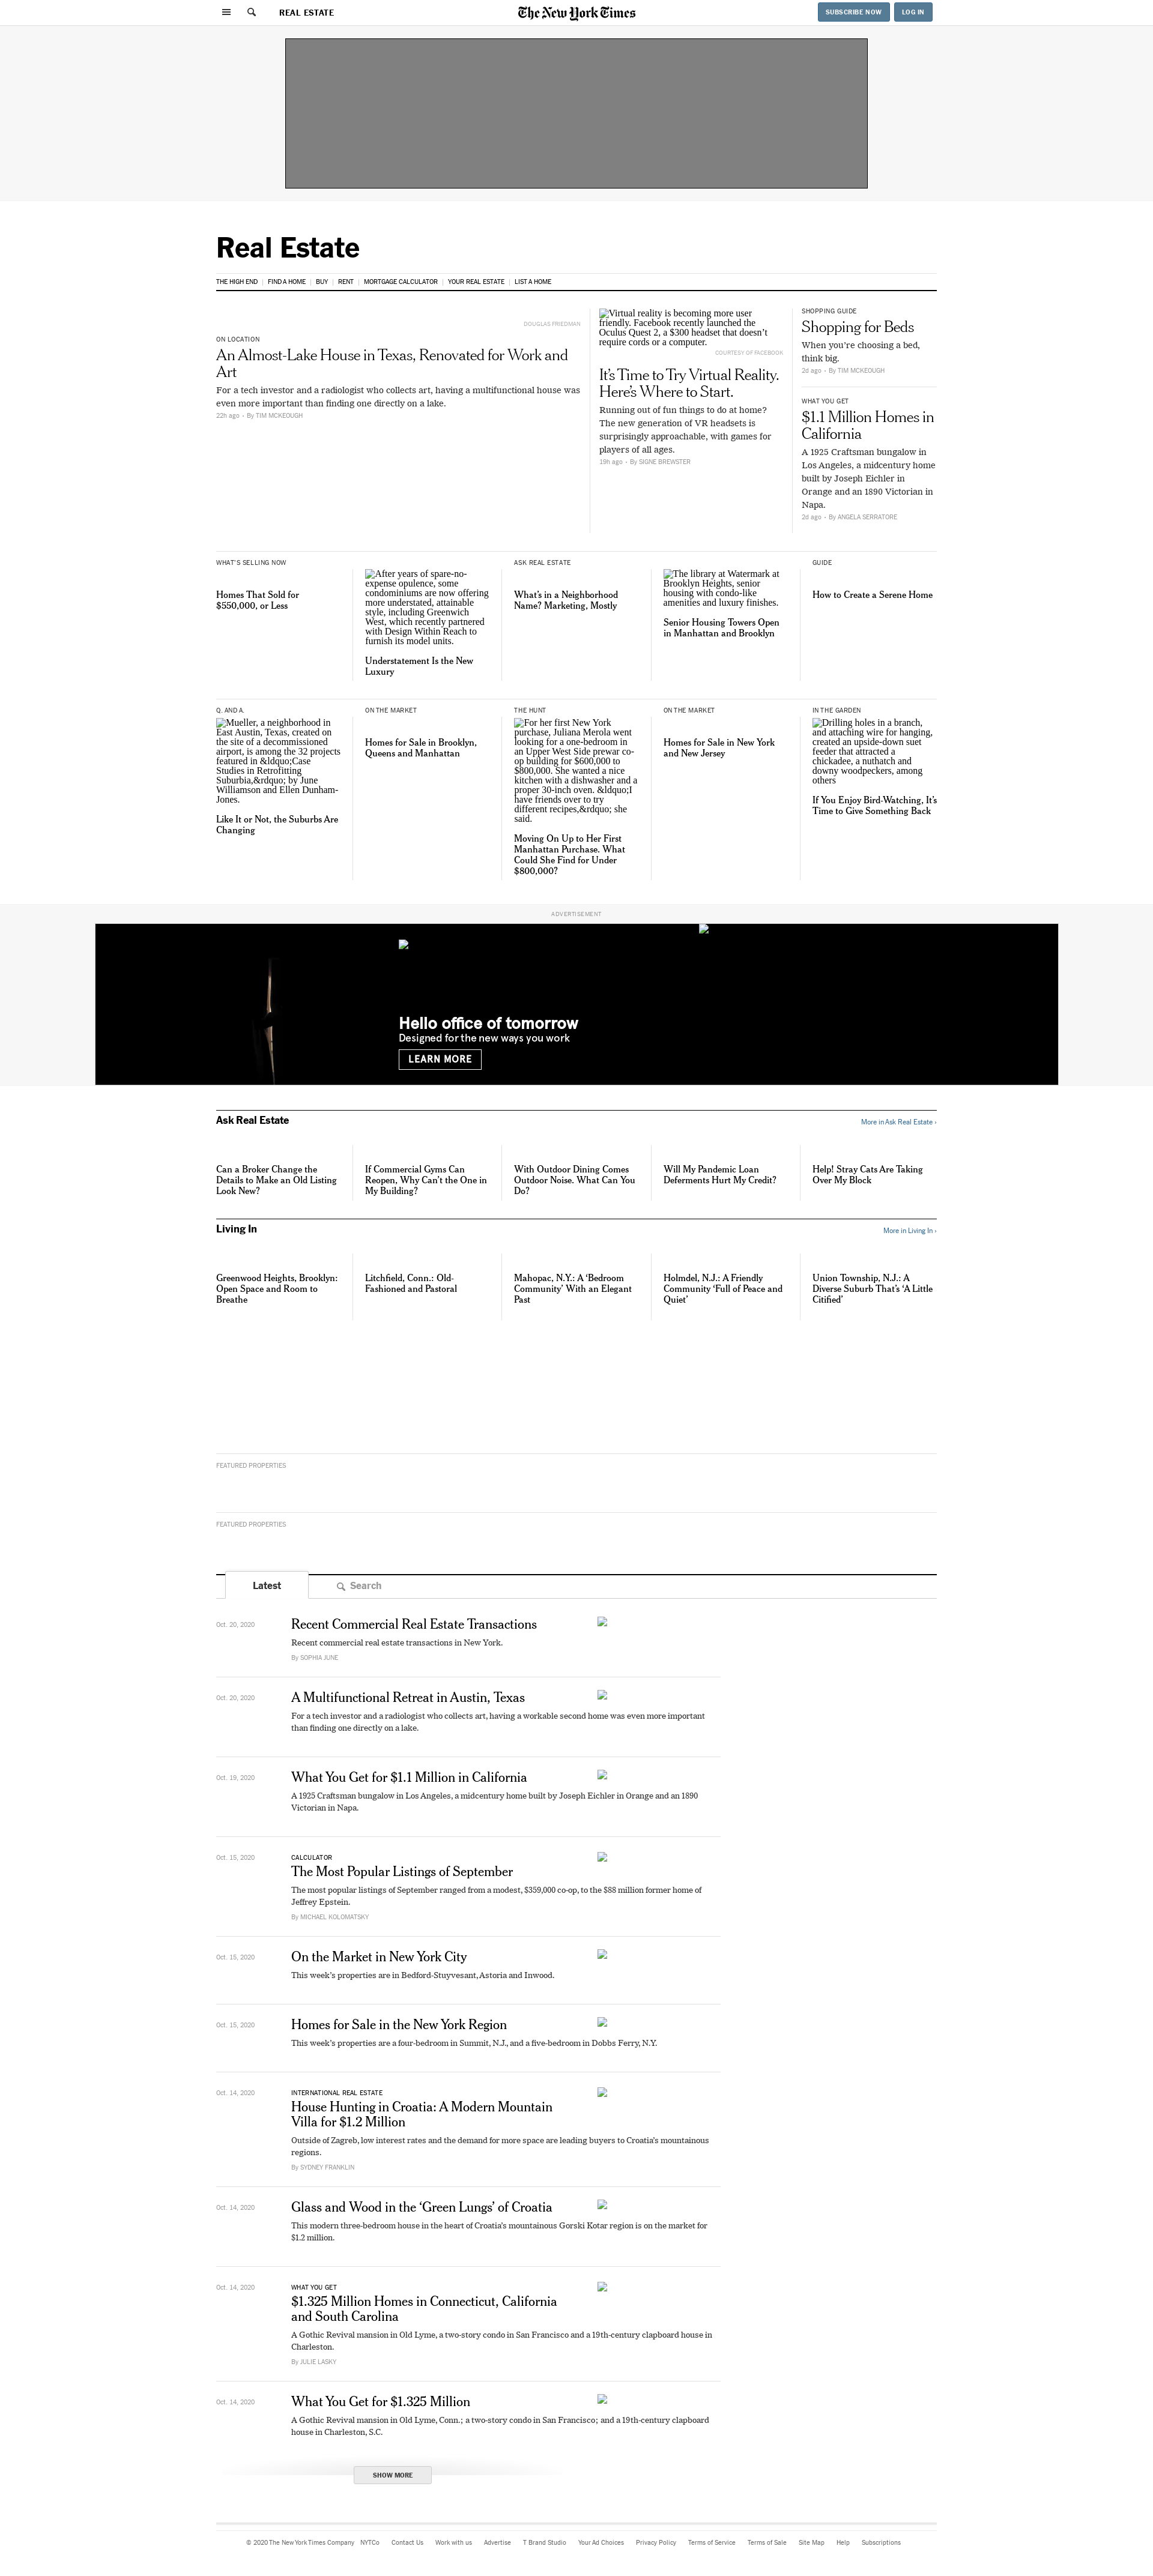 REAL ESTATE
The New York Times
SUBSCRIBE NOW
LOG IN
Real Estate
THE HIGH END
FIND A HOME
BUY
RENT
MORTGAGE CALCULATOR
YOUR REAL ESTATE
LIST A HOME
DOUGLAS FRIEDMAN
ON LOCATION
An Almost-Lake House in Texas, Renovated for Work and
Art
For a tech investor and a radiologist who collects art, having a multifunctional house was
even more important than finding one directly on a lake.
22h ago - By TIM MCKEOUGH
Virtual reality is becoming more user
friendly. Facebook recently launched the
Oculus Quest 2, a $300 headset that doesn't
require cords or a computer.
COURTESY OF FACEBOOK
It's Time to Try Virtual Reality.
Here's Where to Start.
Running out of fun things to do at home?
The new generation of VR headsets is
surprisingly approachable, with games for
players of all ages.
19h ago - By SIGNE BREWSTER
SHOPPING GUIDE
Shopping for Beds
When you're choosing a bed,
think big.
2d ago - By TIM MCKEOUGH
WHAT YOU GET
$1.1 Million Homes in
California
A 1925 Craftsman bungalow in
Los Angeles, a midcentury home
built by Joseph Eichler in
Orange and an 1890 Victorian in
Napa.
2d ago - By ANGELA SERRATORE
WHAT'S SELLING NOW
Homes That Sold for
$550,000, or Less
After years of spare-no-
expense opulence, some
condominiums are now offering
more understated, attainable
style, including Greenwich
West, which recently partnered
with Design Within Reach to
furnish its model units.
Understatement Is the New
Luxury
ASK REAL ESTATE
What's in a Neighborhood
Name? Marketing, Mostly
The library at Watermark at
Brooklyn Heights, senior
housing with condo-like
amenities and luxury finishes.
Senior Housing Towers Open
in Manhattan and Brooklyn
GUIDE
How to Create a Serene Home
Q. AND A.
Mueller, a neighborhood in
East Austin, Texas, created on
the site of a decommissioned
airport, is among the 32 projects
featured in &ldquo;Case
Studies in Retrofitting
Suburbia,&rdquo; by June
Williamson and Ellen Dunham-
Jones.
Like It or Not, the Suburbs Are
Changing
ON THE MARKET
Homes for Sale in Brooklyn,
Queens and Manhattan
THE HUNT
For her first New York
purchase, Juliana Merola went
looking for a one-bedroom in
an Upper West Side prewar co-
op building for $600,000 to
$800,000. She wanted a nice
kitchen with a dishwasher and a
proper 30-inch oven. &ldquo;I
have friends over to try
different recipes,&rdquo; she
said.
Moving On Up to Her First
Manhattan Purchase. What
Could She Find for Under
$800,000?
ON THE MARKET
Homes for Sale in New York
and New Jersey
IN THE GARDEN
Drilling holes in a branch,
and attaching wire for hanging,
created an upside-down suet
feeder that attracted a
chickadee, a nuthatch and
downy woodpeckers, among
others
If You Enjoy Bird-Watching, It's
Time to Give Something Back
ADVERTISEMENT
Hello office of tomorrow
Designed for the new ways you work
LEARN MORE
Ask Real Estate
More in Ask Real Estate ›
Can a Broker Change the
Details to Make an Old Listing
Look New?
If Commercial Gyms Can
Reopen, Why Can't the One in
My Building?
With Outdoor Dining Comes
Outdoor Noise. What Can You
Do?
Will My Pandemic Loan
Deferments Hurt My Credit?
Help! Stray Cats Are Taking
Over My Block
Living In
More in Living In ›
Greenwood Heights, Brooklyn:
Open Space and Room to
Breathe
Litchfield, Conn.: Old-
Fashioned and Pastoral
Mahopac, N.Y.: A ‘Bedroom
Community’ With an Elegant
Past
Holmdel, N.J.: A Friendly
Community ‘Full of Peace and
Quiet’
Union Township, N.J.: A
Diverse Suburb That's ‘A Little
Citified’
FEATURED PROPERTIES
FEATURED PROPERTIES
Latest
Search
Oct. 20, 2020
Recent Commercial Real Estate Transactions
Recent commercial real estate transactions in New York.
By SOPHIA JUNE
Oct. 20, 2020
A Multifunctional Retreat in Austin, Texas
For a tech investor and a radiologist who collects art, having a workable second home was even more important
than finding one directly on a lake.
Oct. 19, 2020
What You Get for $1.1 Million in California
A 1925 Craftsman bungalow in Los Angeles, a midcentury home built by Joseph Eichler in Orange and an 1890
Victorian in Napa.
Oct. 15, 2020
CALCULATOR
The Most Popular Listings of September
The most popular listings of September ranged from a modest, $359,000 co-op, to the $88 million former home of
Jeffrey Epstein.
By MICHAEL KOLOMATSKY
Oct. 15, 2020
On the Market in New York City
This week's properties are in Bedford-Stuyvesant, Astoria and Inwood.
Oct. 15, 2020
Homes for Sale in the New York Region
This week's properties are a four-bedroom in Summit, N.J., and a five-bedroom in Dobbs Ferry, N.Y.
Oct. 14, 2020
INTERNATIONAL REAL ESTATE
House Hunting in Croatia: A Modern Mountain
Villa for $1.2 Million
Outside of Zagreb, low interest rates and the demand for more space are leading buyers to Croatia's mountainous
regions.
By SYDNEY FRANKLIN
Oct. 14, 2020
Glass and Wood in the ‘Green Lungs’ of Croatia
This modern three-bedroom house in the heart of Croatia's mountainous Gorski Kotar region is on the market for
$1.2 million.
Oct. 14, 2020
WHAT YOU GET
$1.325 Million Homes in Connecticut, California
and South Carolina
A Gothic Revival mansion in Old Lyme, a two-story condo in San Francisco and a 19th-century clapboard house in
Charleston.
By JULIE LASKY
Oct. 14, 2020
What You Get for $1.325 Million
A Gothic Revival mansion in Old Lyme, Conn.; a two-story condo in San Francisco; and a 19th-century clapboard
house in Charleston, S.C.
SHOW MORE
© 2020 The New York Times Company
NYTCo
Contact Us
Work with us
Advertise
T Brand Studio
Your Ad Choices
Privacy Policy
Terms of Service
Terms of Sale
Site Map
Help
Subscriptions